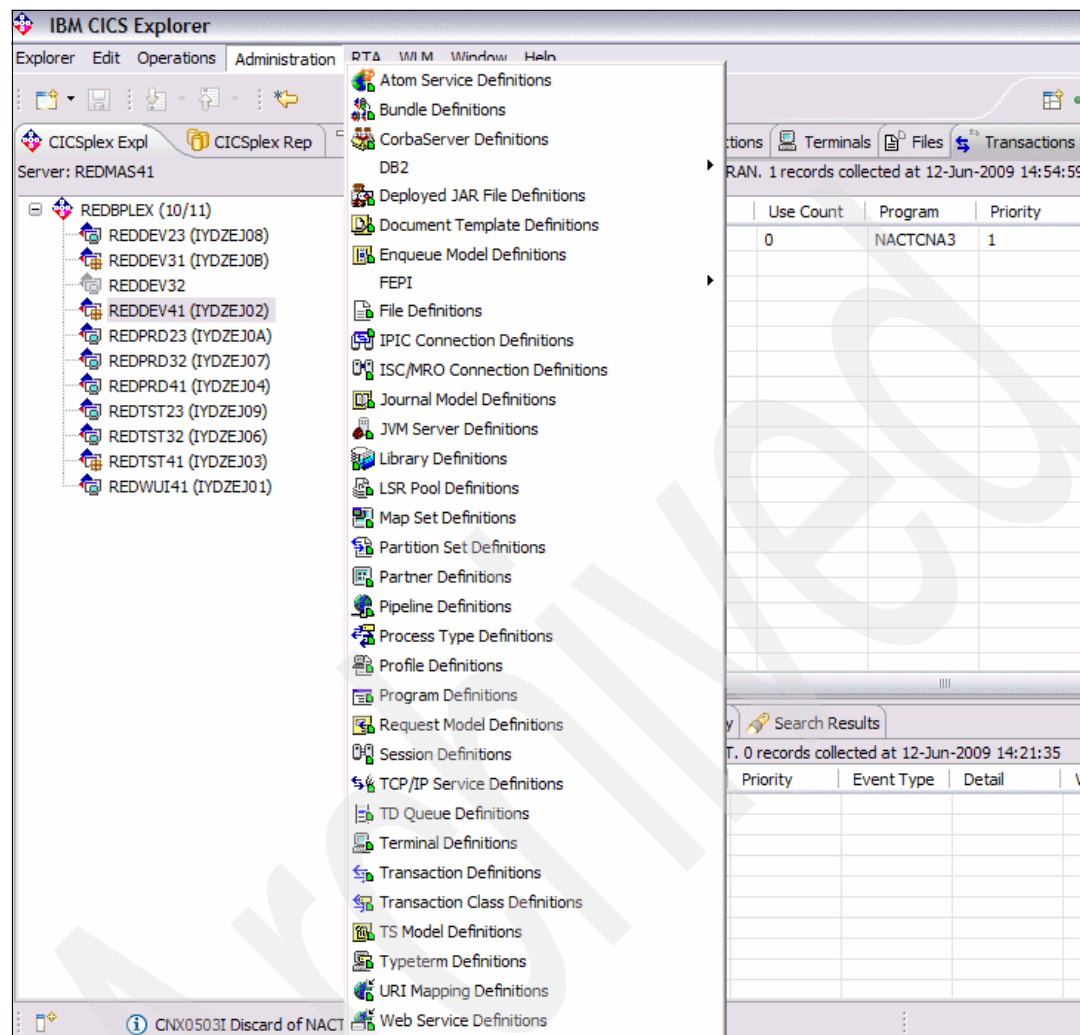 IBM CICS Explorer
Explorer Edit Operations Administration RTA WLM Window Help
CICSplex Expl CICSplex Rep
Server: REDMAS41
REDBPLEX (10/11)
REDDEV23 (IYDZEJ08)
REDDEV31 (IYDZEJ0B)
REDDEV32
REDDEV41 (IYDZEJ02)
REDPRD23 (IYDZEJ0A)
REDPRD32 (IYDZEJ07)
REDPRD41 (IYDZEJ04)
REDTST23 (IYDZEJ09)
REDTST32 (IYDZEJ06)
REDTST41 (IYDZEJ03)
REDWUI41 (IYDZEJ01)
Atom Service Definitions
Bundle Definitions
CorbaServer Definitions
DB2
Deployed JAR File Definitions
Document Template Definitions
Enqueue Model Definitions
FEPI
File Definitions
IPIC Connection Definitions
ISC/MRO Connection Definitions
Journal Model Definitions
JVM Server Definitions
Library Definitions
LSR Pool Definitions
Map Set Definitions
Partition Set Definitions
Partner Definitions
Pipeline Definitions
Process Type Definitions
Profile Definitions
Program Definitions
Request Model Definitions
Session Definitions
TCP/IP Service Definitions
TD Queue Definitions
Terminal Definitions
Transaction Definitions
Transaction Class Definitions
TS Model Definitions
Typeterm Definitions
URI Mapping Definitions
Web Service Definitions
tions Terminals Files Transactions
RAN. 1 records collected at 12-Jun-2009 14:54:59
Use Count Program Priority
0 NACTCNA3 1
y Search Results
T. 0 records collected at 12-Jun-2009 14:21:35
Priority Event Type Detail
CNX0503I Discard of NACT
Archived